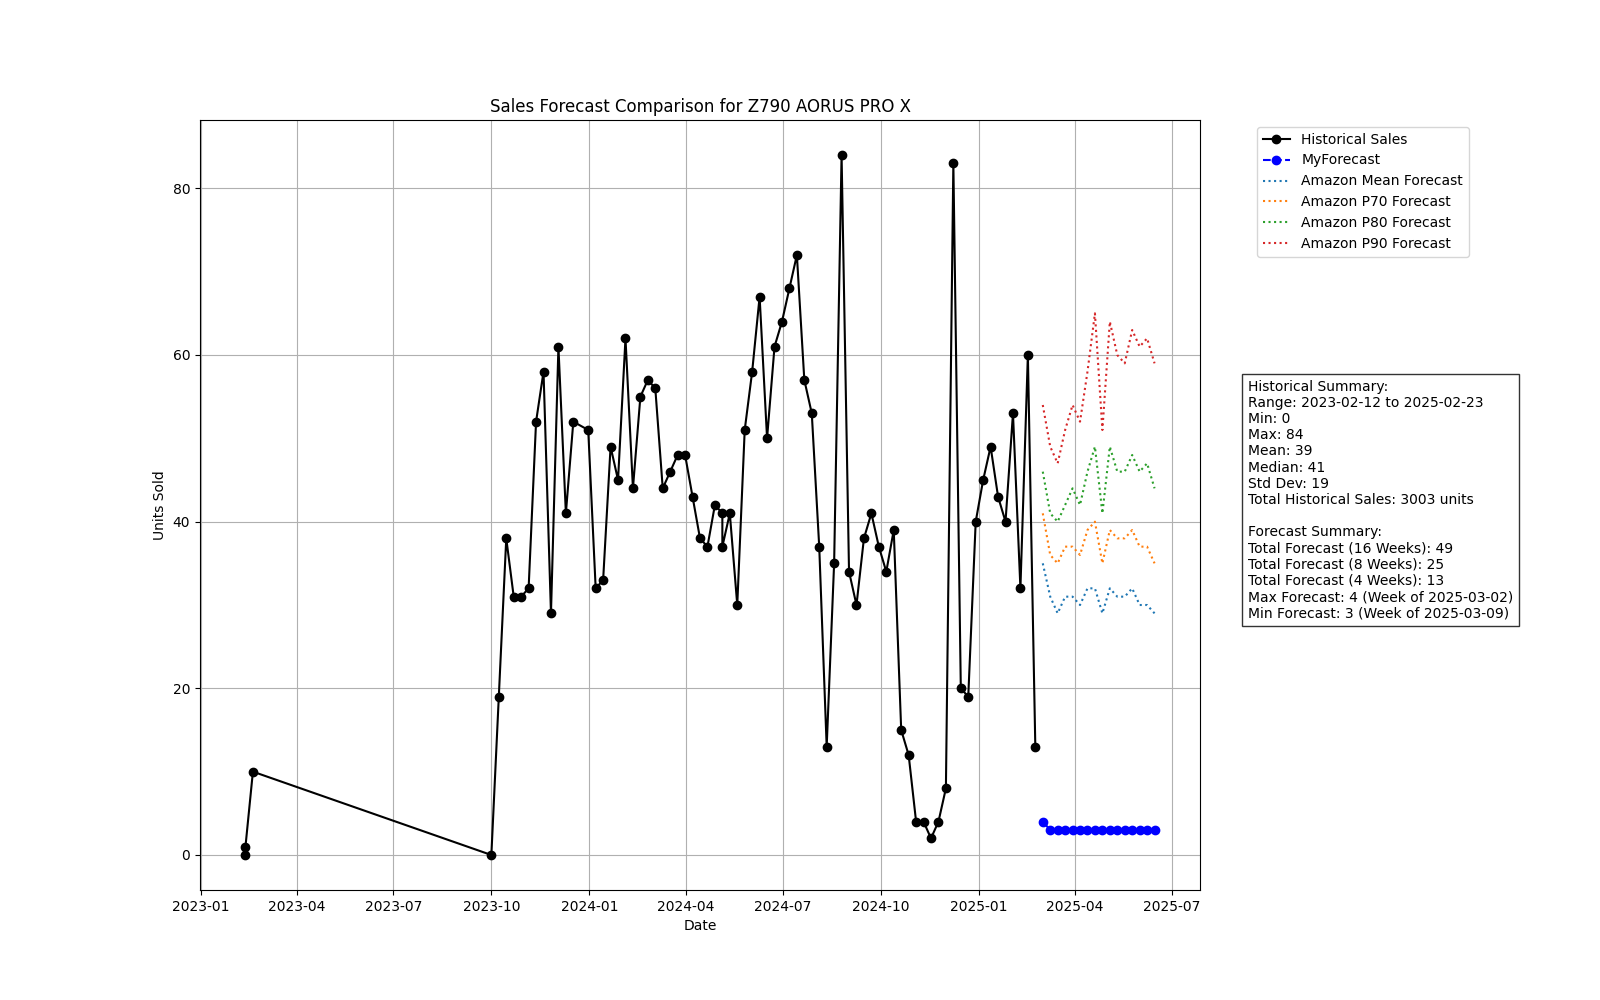 Sales Forecast Comparison for Z790 AORUS PRO X
Historical Sales
MyForecast
Amazon Mean Forecast
Amazon P70 Forecast
Amazon P80 Forecast
Amazon P90 Forecast
80
60
40
20
0
Units Sold
Historical Summary:
Range: 2023-02-12 to 2025-02-23
Min: 0
Max: 84
Mean: 39
Median: 41
Std Dev: 19
Total Historical Sales: 3003 units
Forecast Summary:
Total Forecast (16 Weeks): 49
Total Forecast (8 Weeks): 25
Total Forecast (4 Weeks): 13
Max Forecast: 4 (Week of 2025-03-02)
Min Forecast: 3 (Week of 2025-03-09)
2023-01 2023-04 2023-07 2023-10 2024-01 2024-04 2024-07 2024-10 2025-01 2025-04 2025-07
Date